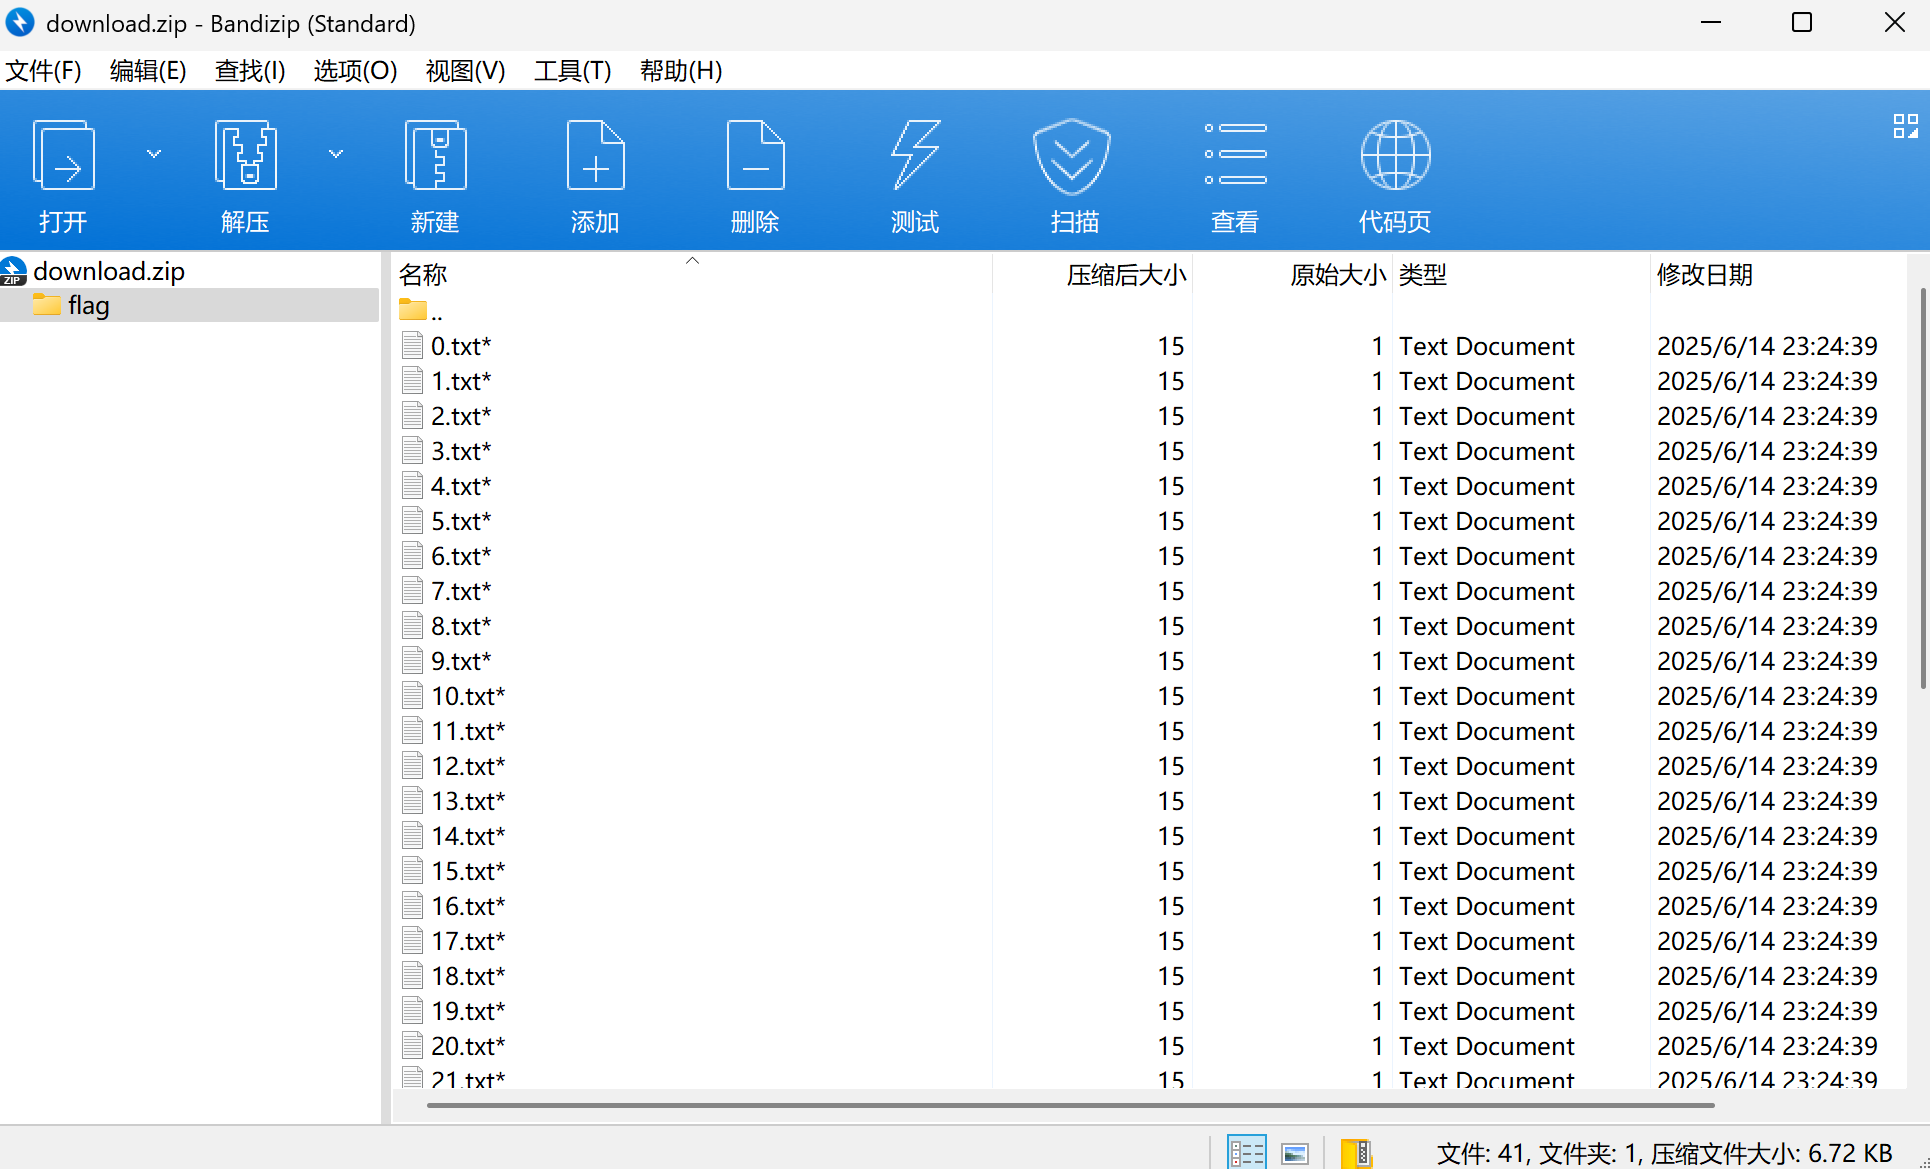 download.zip - Bandizip (Standard)
文件(F) 编辑(E) 查找(I) 选项(O) 视图(V) 工具(T) 帮助(H)
打开 解压 新建 添加 删除 测试 扫描 查看 代码页
download.zip
flag
名称 压缩后大小 原始大小 类型 修改日期
..
0.txt* 15 1 Text Document 2025/6/14 23:24:39
1.txt* 15 1 Text Document 2025/6/14 23:24:39
2.txt* 15 1 Text Document 2025/6/14 23:24:39
3.txt* 15 1 Text Document 2025/6/14 23:24:39
4.txt* 15 1 Text Document 2025/6/14 23:24:39
5.txt* 15 1 Text Document 2025/6/14 23:24:39
6.txt* 15 1 Text Document 2025/6/14 23:24:39
7.txt* 15 1 Text Document 2025/6/14 23:24:39
8.txt* 15 1 Text Document 2025/6/14 23:24:39
9.txt* 15 1 Text Document 2025/6/14 23:24:39
10.txt* 15 1 Text Document 2025/6/14 23:24:39
11.txt* 15 1 Text Document 2025/6/14 23:24:39
12.txt* 15 1 Text Document 2025/6/14 23:24:39
13.txt* 15 1 Text Document 2025/6/14 23:24:39
14.txt* 15 1 Text Document 2025/6/14 23:24:39
15.txt* 15 1 Text Document 2025/6/14 23:24:39
16.txt* 15 1 Text Document 2025/6/14 23:24:39
17.txt* 15 1 Text Document 2025/6/14 23:24:39
18.txt* 15 1 Text Document 2025/6/14 23:24:39
19.txt* 15 1 Text Document 2025/6/14 23:24:39
20.txt* 15 1 Text Document 2025/6/14 23:24:39
21.txt* 15 1 Text Document 2025/6/14 23:24:39
文件: 41, 文件夹: 1, 压缩文件大小: 6.72 KB